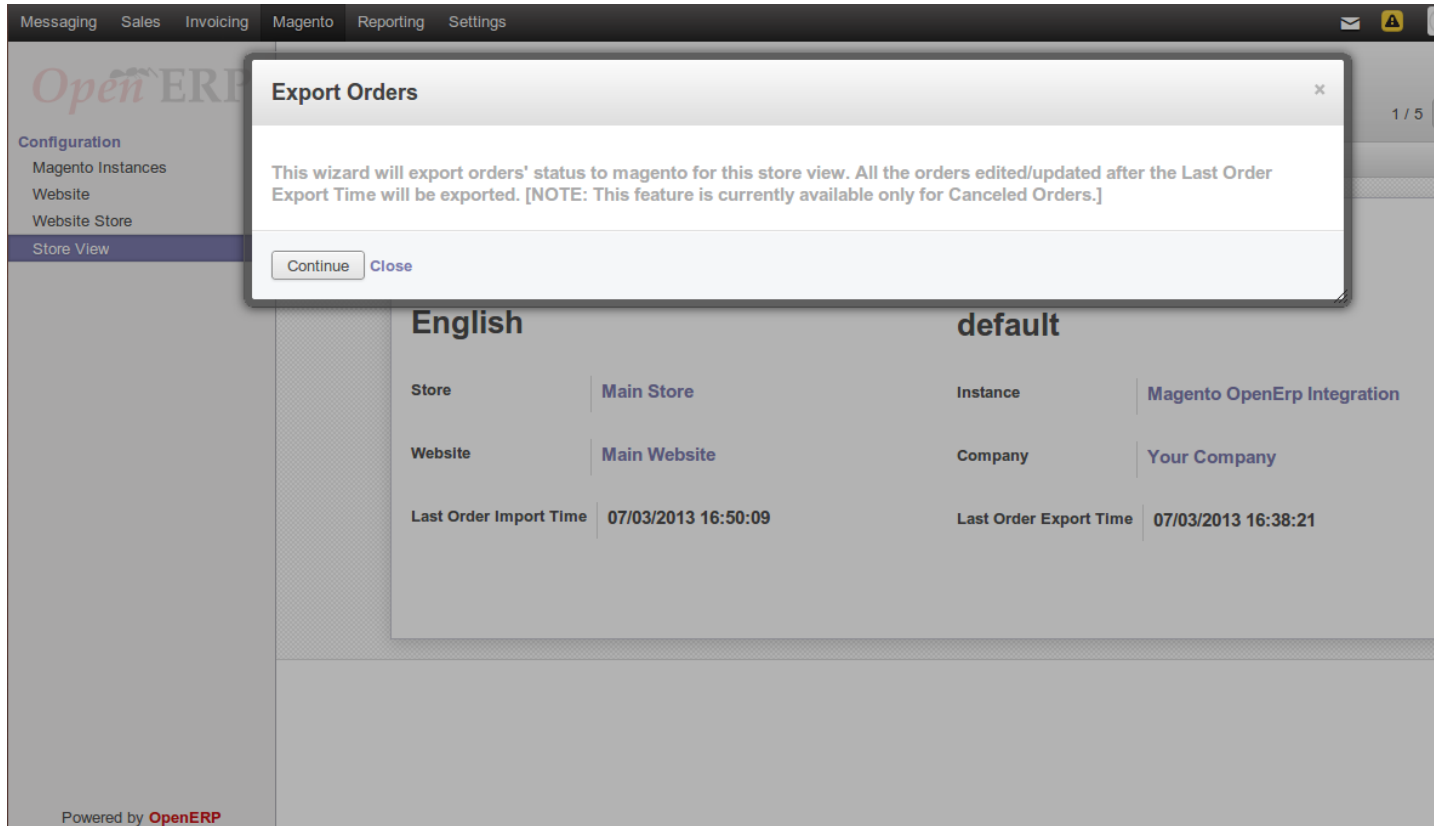 Messaging Sales Invoicing Magento Reporting Settings
OpenERP
Export Orders
×
1 / 5
Configuration
Magento Instances
Website
Website Store
Store View
This wizard will export orders' status to magento for this store view. All the orders edited/updated after the Last Order
Export Time will be exported. [NOTE: This feature is currently available only for Canceled Orders.]
Continue Close
English default
Store Main Store Instance Magento OpenErp Integration
Website Main Website Company Your Company
Last Order Import Time 07/03/2013 16:50:09 Last Order Export Time 07/03/2013 16:38:21
Powered by OpenERP